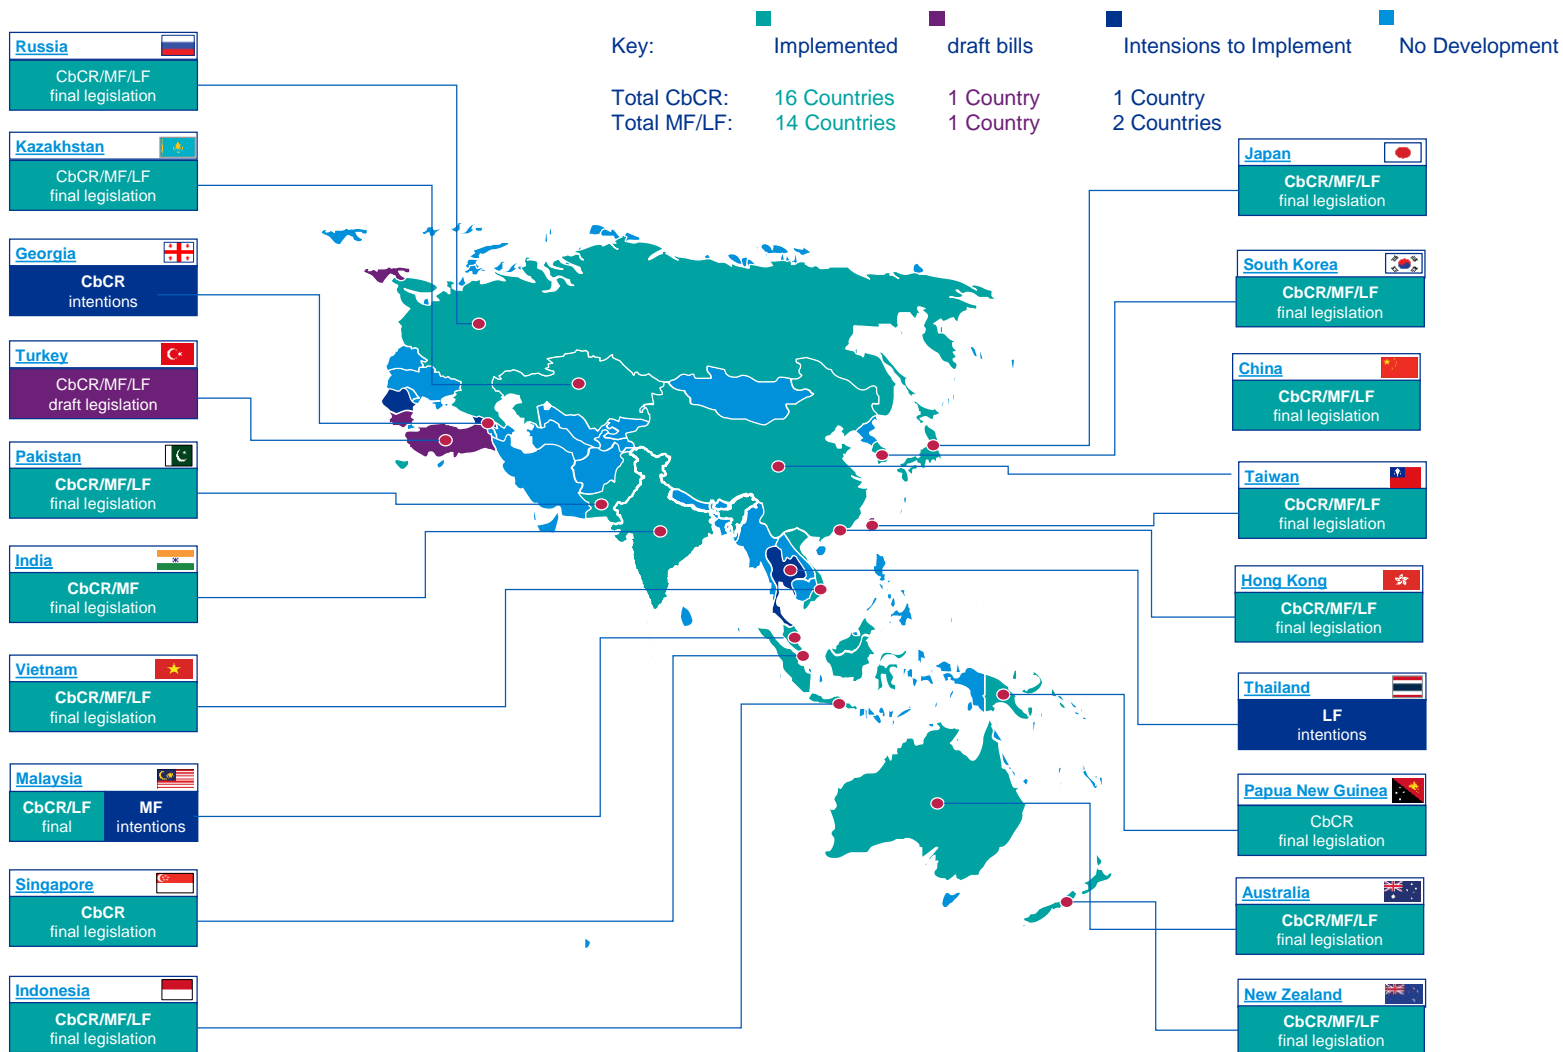 Key:
Implemented
draft bills
Intensions to Implement
No Development
Total CbCR:
16 Countries
1 Country
1 Country
Total MF/LF:
14 Countries
1 Country
2 Countries
Russia
CbCR/MF/LF
final legislation
Kazakhstan
CbCR/MF/LF
final legislation
Georgia
CbCR
intentions
Turkey
CbCR/MF/LF
draft legislation
Pakistan
CbCR/MF/LF
final legislation
India
CbCR/MF
final legislation
Vietnam
CbCR/MF/LF
final legislation
Malaysia
CbCR/LF
final
MF
intentions
Singapore
CbCR
final legislation
Indonesia
CbCR/MF/LF
final legislation
Japan
CbCR/MF/LF
final legislation
South Korea
CbCR/MF/LF
final legislation
China
CbCR/MF/LF
final legislation
Taiwan
CbCR/MF/LF
final legislation
Hong Kong
CbCR/MF/LF
final legislation
Thailand
LF
intentions
Papua New Guinea
CbCR
final legislation
Australia
CbCR/MF/LF
final legislation
New Zealand
CbCR/MF/LF
final legislation